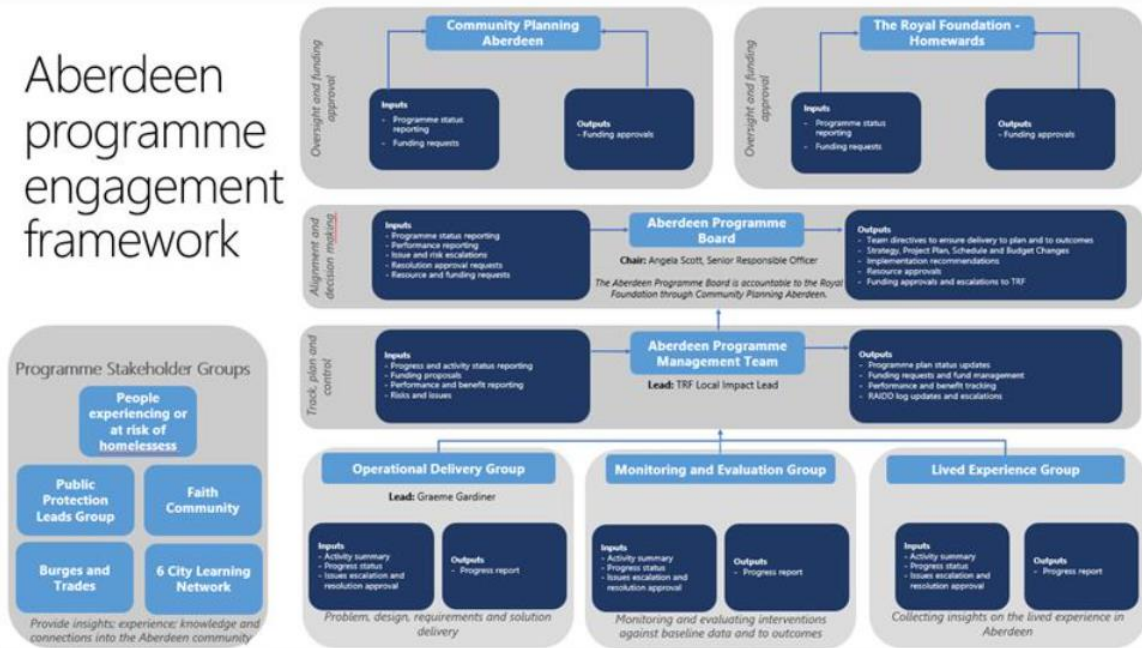 Aberdeen
programme
engagement
framework
Oversight and funding
approval
Community Planning
Aberdeen
Inputs
- Programme status
reporting
- Funding requests
Outputs
- Funding approvals
Oversight and funding
approval
The Royal Foundation -
Homewards
Inputs
- Programme status
reporting
- Funding requests
Outputs
- Funding approvals
Alignment and
decision making
Inputs
- Programme status reporting
- Performance reporting
- Issue and risk escalations
- Resolution approval requests
- Resource and funding requests
Aberdeen Programme
Board
Chair: Angela Scott, Senior Responsible Officer
The Aberdeen Programme Board is accountable to the Royal
Foundation through Community Planning Aberdeen.
Outputs
- Team directives to ensure delivery to plan and to outcomes
- Strategy, Project Plan, Schedule and Budget Changes
- Implementation recommendations
- Resource approvals
- Funding approvals and escalations to TRF
Track, plan and
control
Inputs
- Progress and activity status reporting
- Funding proposals
- Performance and benefit reporting
- Risks and issues
Aberdeen Programme
Management Team
Lead: TRF Local Impact Lead
Outputs
- Programme plan status updates
- Funding requests and fund management
- Performance and benefit tracking
- RAIDO log updates and escalations
Programme Stakeholder Groups
People
experiencing or
at risk of
homelessess
Public
Protection
Leads Group
Faith
Community
Burges and
Trades
6 City Learning
Network
Provide insights; experience; knowledge and
connections into the Aberdeen community
Operational Delivery Group
Lead: Graeme Gardiner
Inputs
- Activity summary
- Progress status
- Issues escalation and
resolution approval
Outputs
- Progress report
Problem, design, requirements and solution
delivery
Monitoring and Evaluation Group
Inputs
- Activity summary
- Progress status
- Issues escalation and
resolution approval
Outputs
- Progress report
Monitoring and evaluating interventions
against baseline data and to outcomes
Lived Experience Group
Inputs
- Activity summary
- Progress status
- Issues escalation and
resolution approval
Outputs
- Progress report
Collecting insights on the lived experience in
Aberdeen